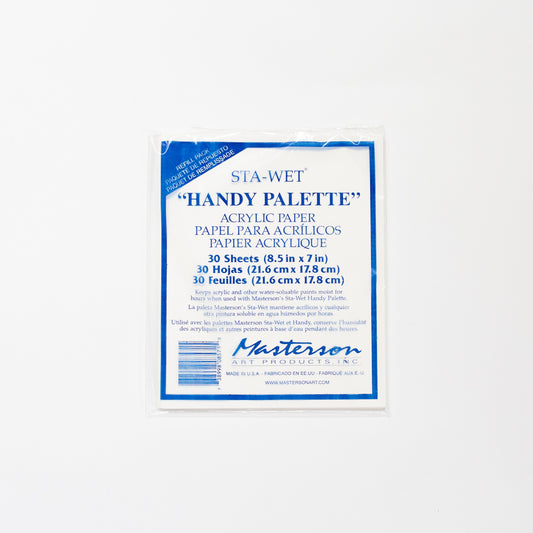 REFILL PACK
PAQUETE DE REPUESTO
PAQUET DE REMPLISSAGE
STA-WET®
"HANDY PALETTE"
ACRYLIC PAPER
PAPEL PARA ACRÍLICOS
PAPIER ACRYLIQUE
30 Sheets (8.5 in x 7 in)
30 Hojas (21.6 cm x 17.8 cm)
30 Feuilles (21.6 cm x 17.8 cm)
Keeps acrylic and other water-soluable paints moist for
hours when used with Masterson's Sta-Wet Handy Palette.
La paleta Masterson's Sta-Wet mantiene acrílicos y cualquier
otra pintura soluble en agua húmedos por horas.
Utilisé avec les palettes Masterson Sta-Wet et Handy, conserve l'humidité
des acryliques et autres peintures à base d'eau pendant des heures.
Masterson
ART PRODUCTS, INC.
MADE IN U.S.A. - FABRICADO EN EE.UU - FABRIQUE AUX E.-U
WWW.MASTERSONART.COM